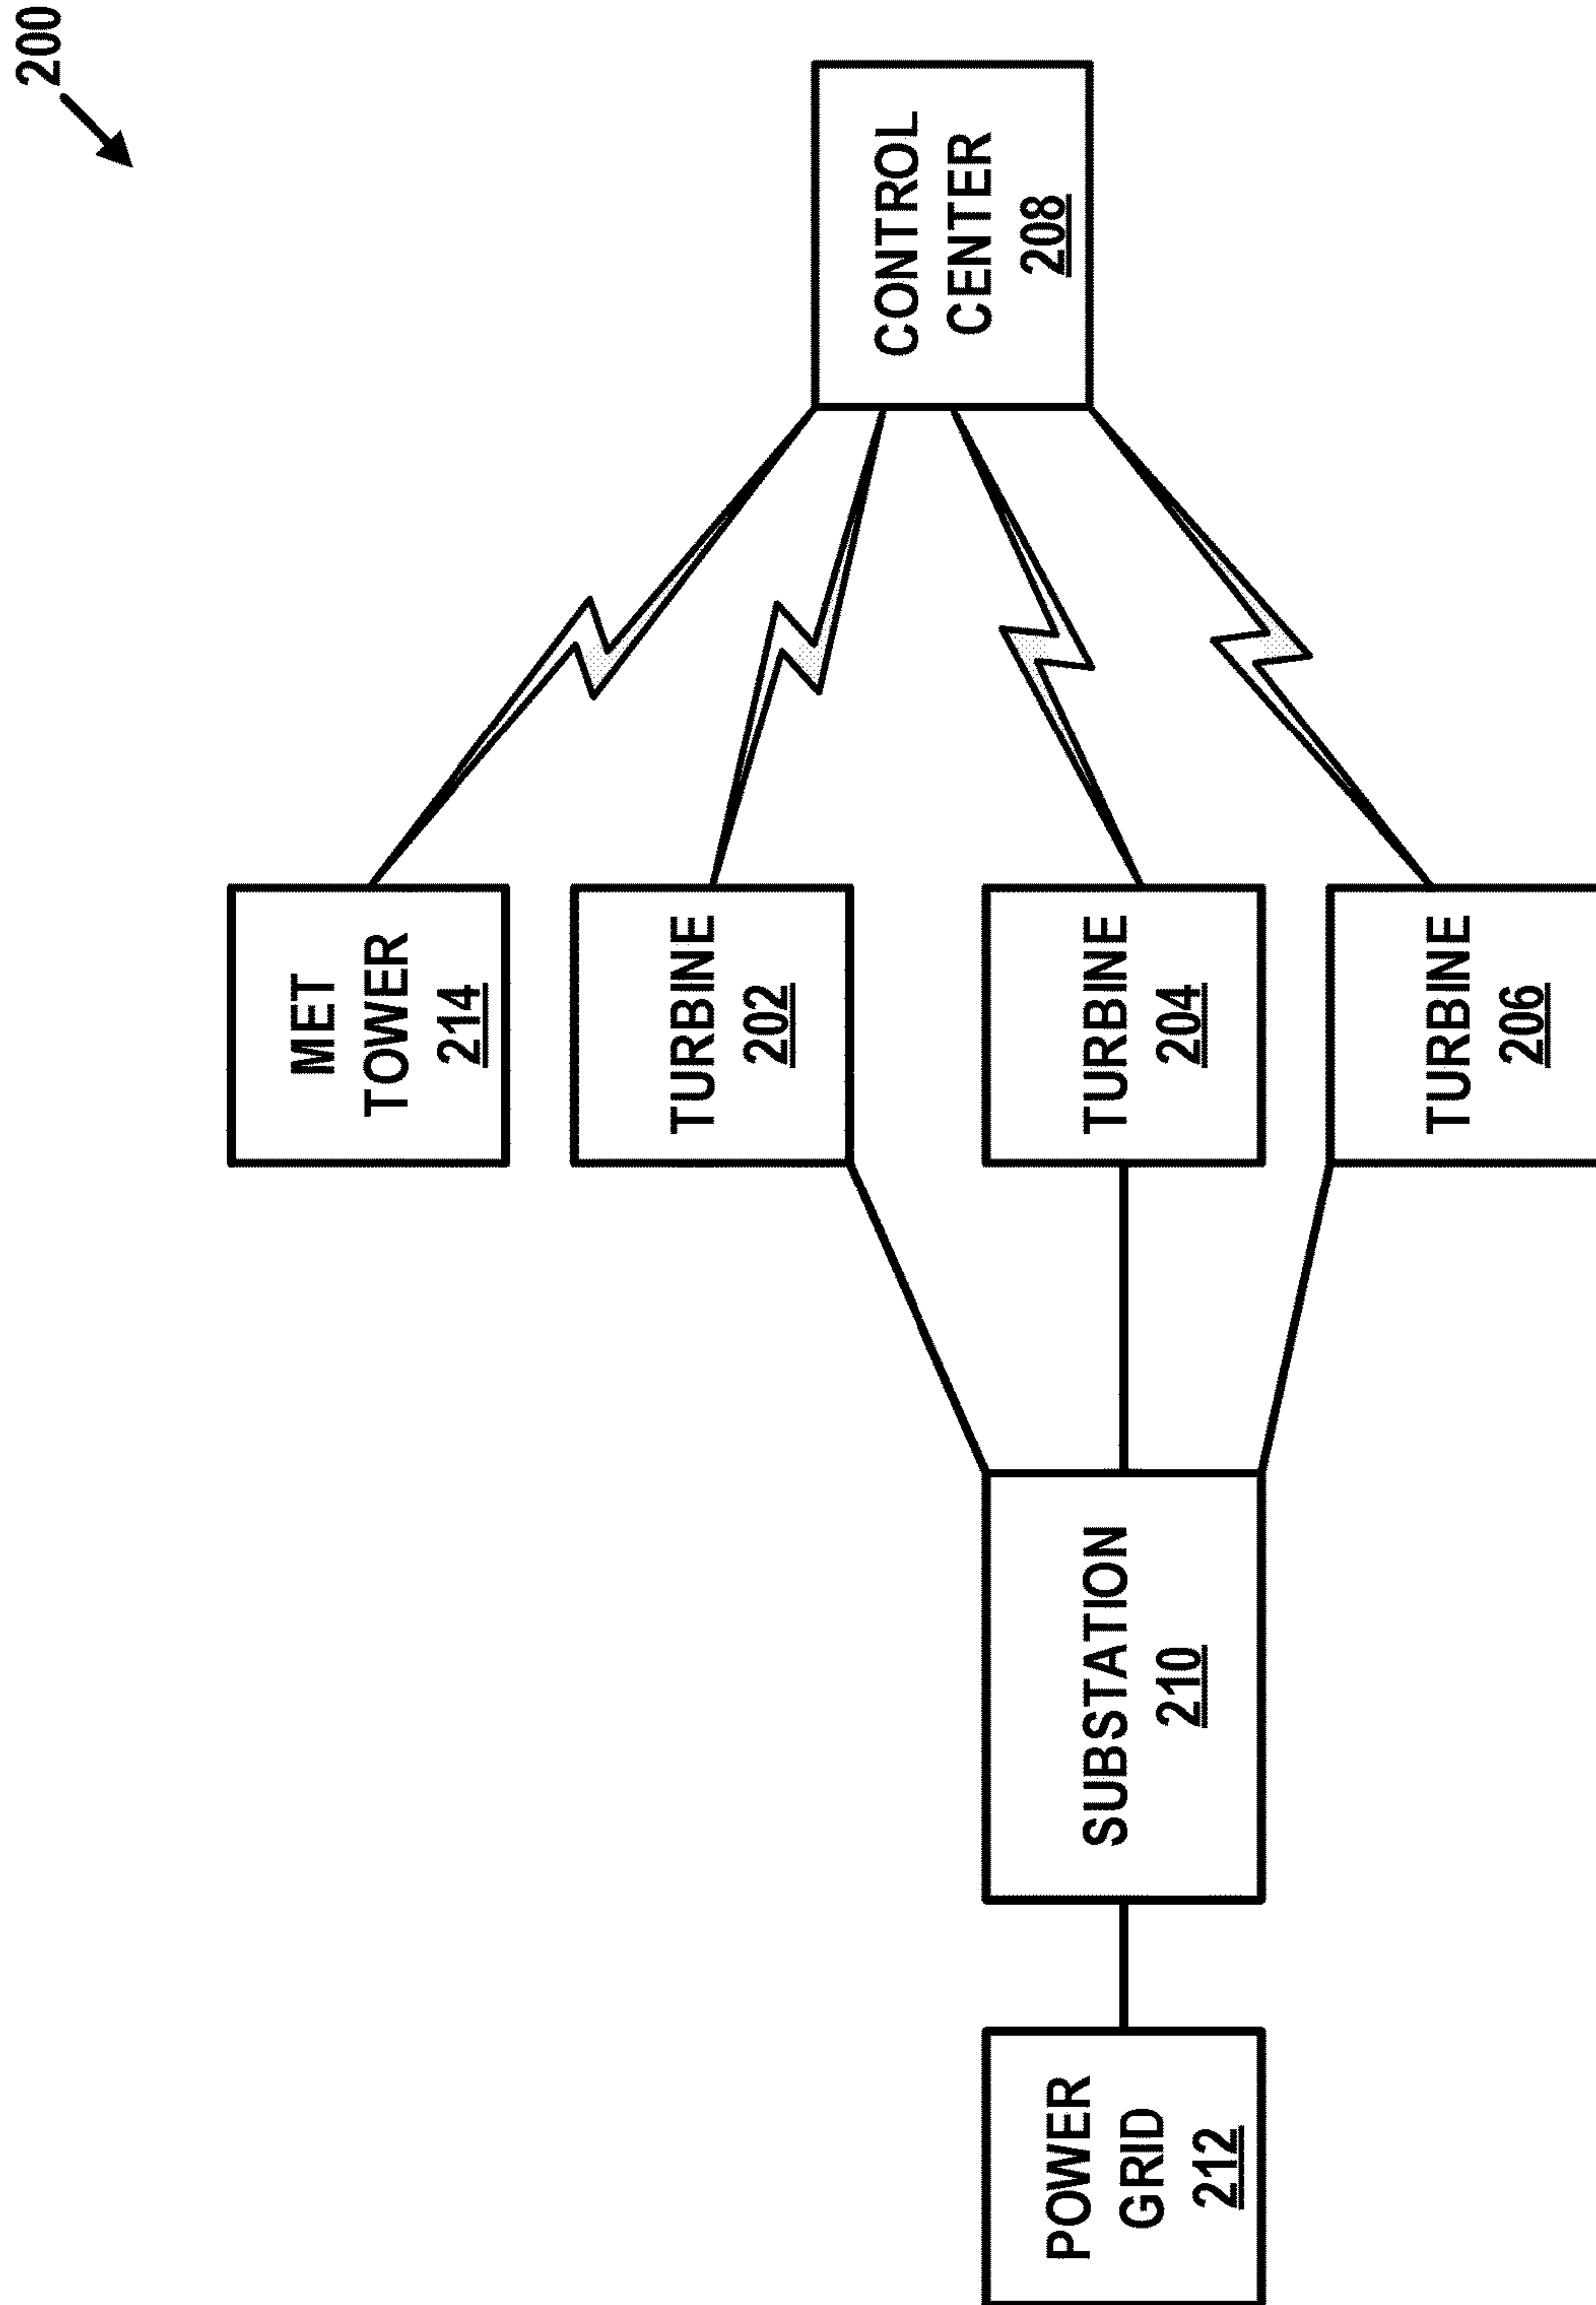 200
MET
TOWER
214
TURBINE
202
CONTROL
CENTER
208
POWER
GRID
212
SUBSTATION
210
TURBINE
204
TURBINE
206